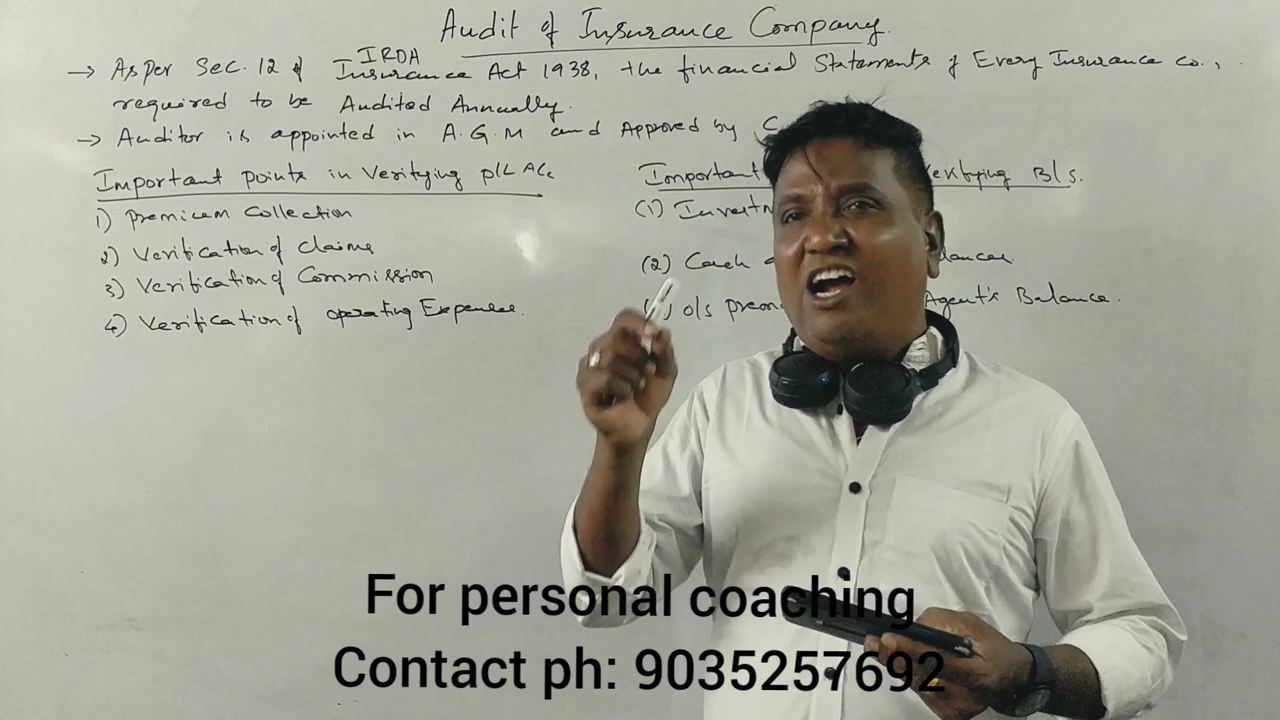 Audit of Insurance Company
IRDA
→ As per Sec. 12 of Insurance Act 1938, the financial Statements of Every Insurance co.,
required to be Audited Annually.
→ Auditor is appointed in A.G.M and Approved by C
Important points in Verifying P/L A/c
1) Premium Collection
2) Verification of Claims
3) Verification of Commission
4) Verification of operating Expenses.
Important Verifying B/S.
(1) Investm
(2) Cash
o/s prem Agent's Balance.
For personal coaching
Contact ph: 9035257692